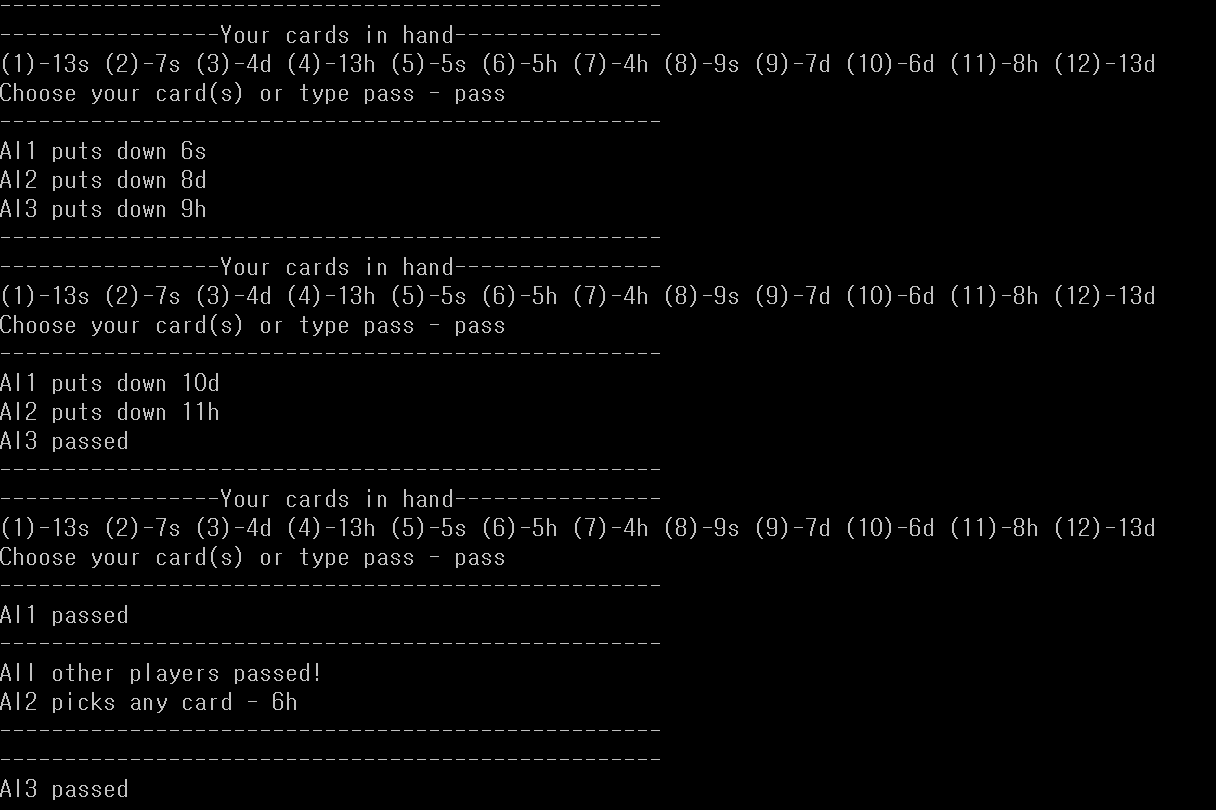 ---------------------------------------------------
-----------------Your cards in hand----------------
(1)-13s (2)-7s (3)-4d (4)-13h (5)-5s (6)-5h (7)-4h (8)-9s (9)-7d (10)-6d (11)-8h (12)-13d
Choose your card(s) or type pass - pass
---------------------------------------------------
AI1 puts down 6s
AI2 puts down 8d
AI3 puts down 9h
---------------------------------------------------
-----------------Your cards in hand----------------
(1)-13s (2)-7s (3)-4d (4)-13h (5)-5s (6)-5h (7)-4h (8)-9s (9)-7d (10)-6d (11)-8h (12)-13d
Choose your card(s) or type pass - pass
---------------------------------------------------
AI1 puts down 10d
AI2 puts down 11h
AI3 passed
---------------------------------------------------
-----------------Your cards in hand----------------
(1)-13s (2)-7s (3)-4d (4)-13h (5)-5s (6)-5h (7)-4h (8)-9s (9)-7d (10)-6d (11)-8h (12)-13d
Choose your card(s) or type pass - pass
---------------------------------------------------
AI1 passed
---------------------------------------------------
All other players passed!
AI2 picks any card - 6h
---------------------------------------------------
---------------------------------------------------
AI3 passed